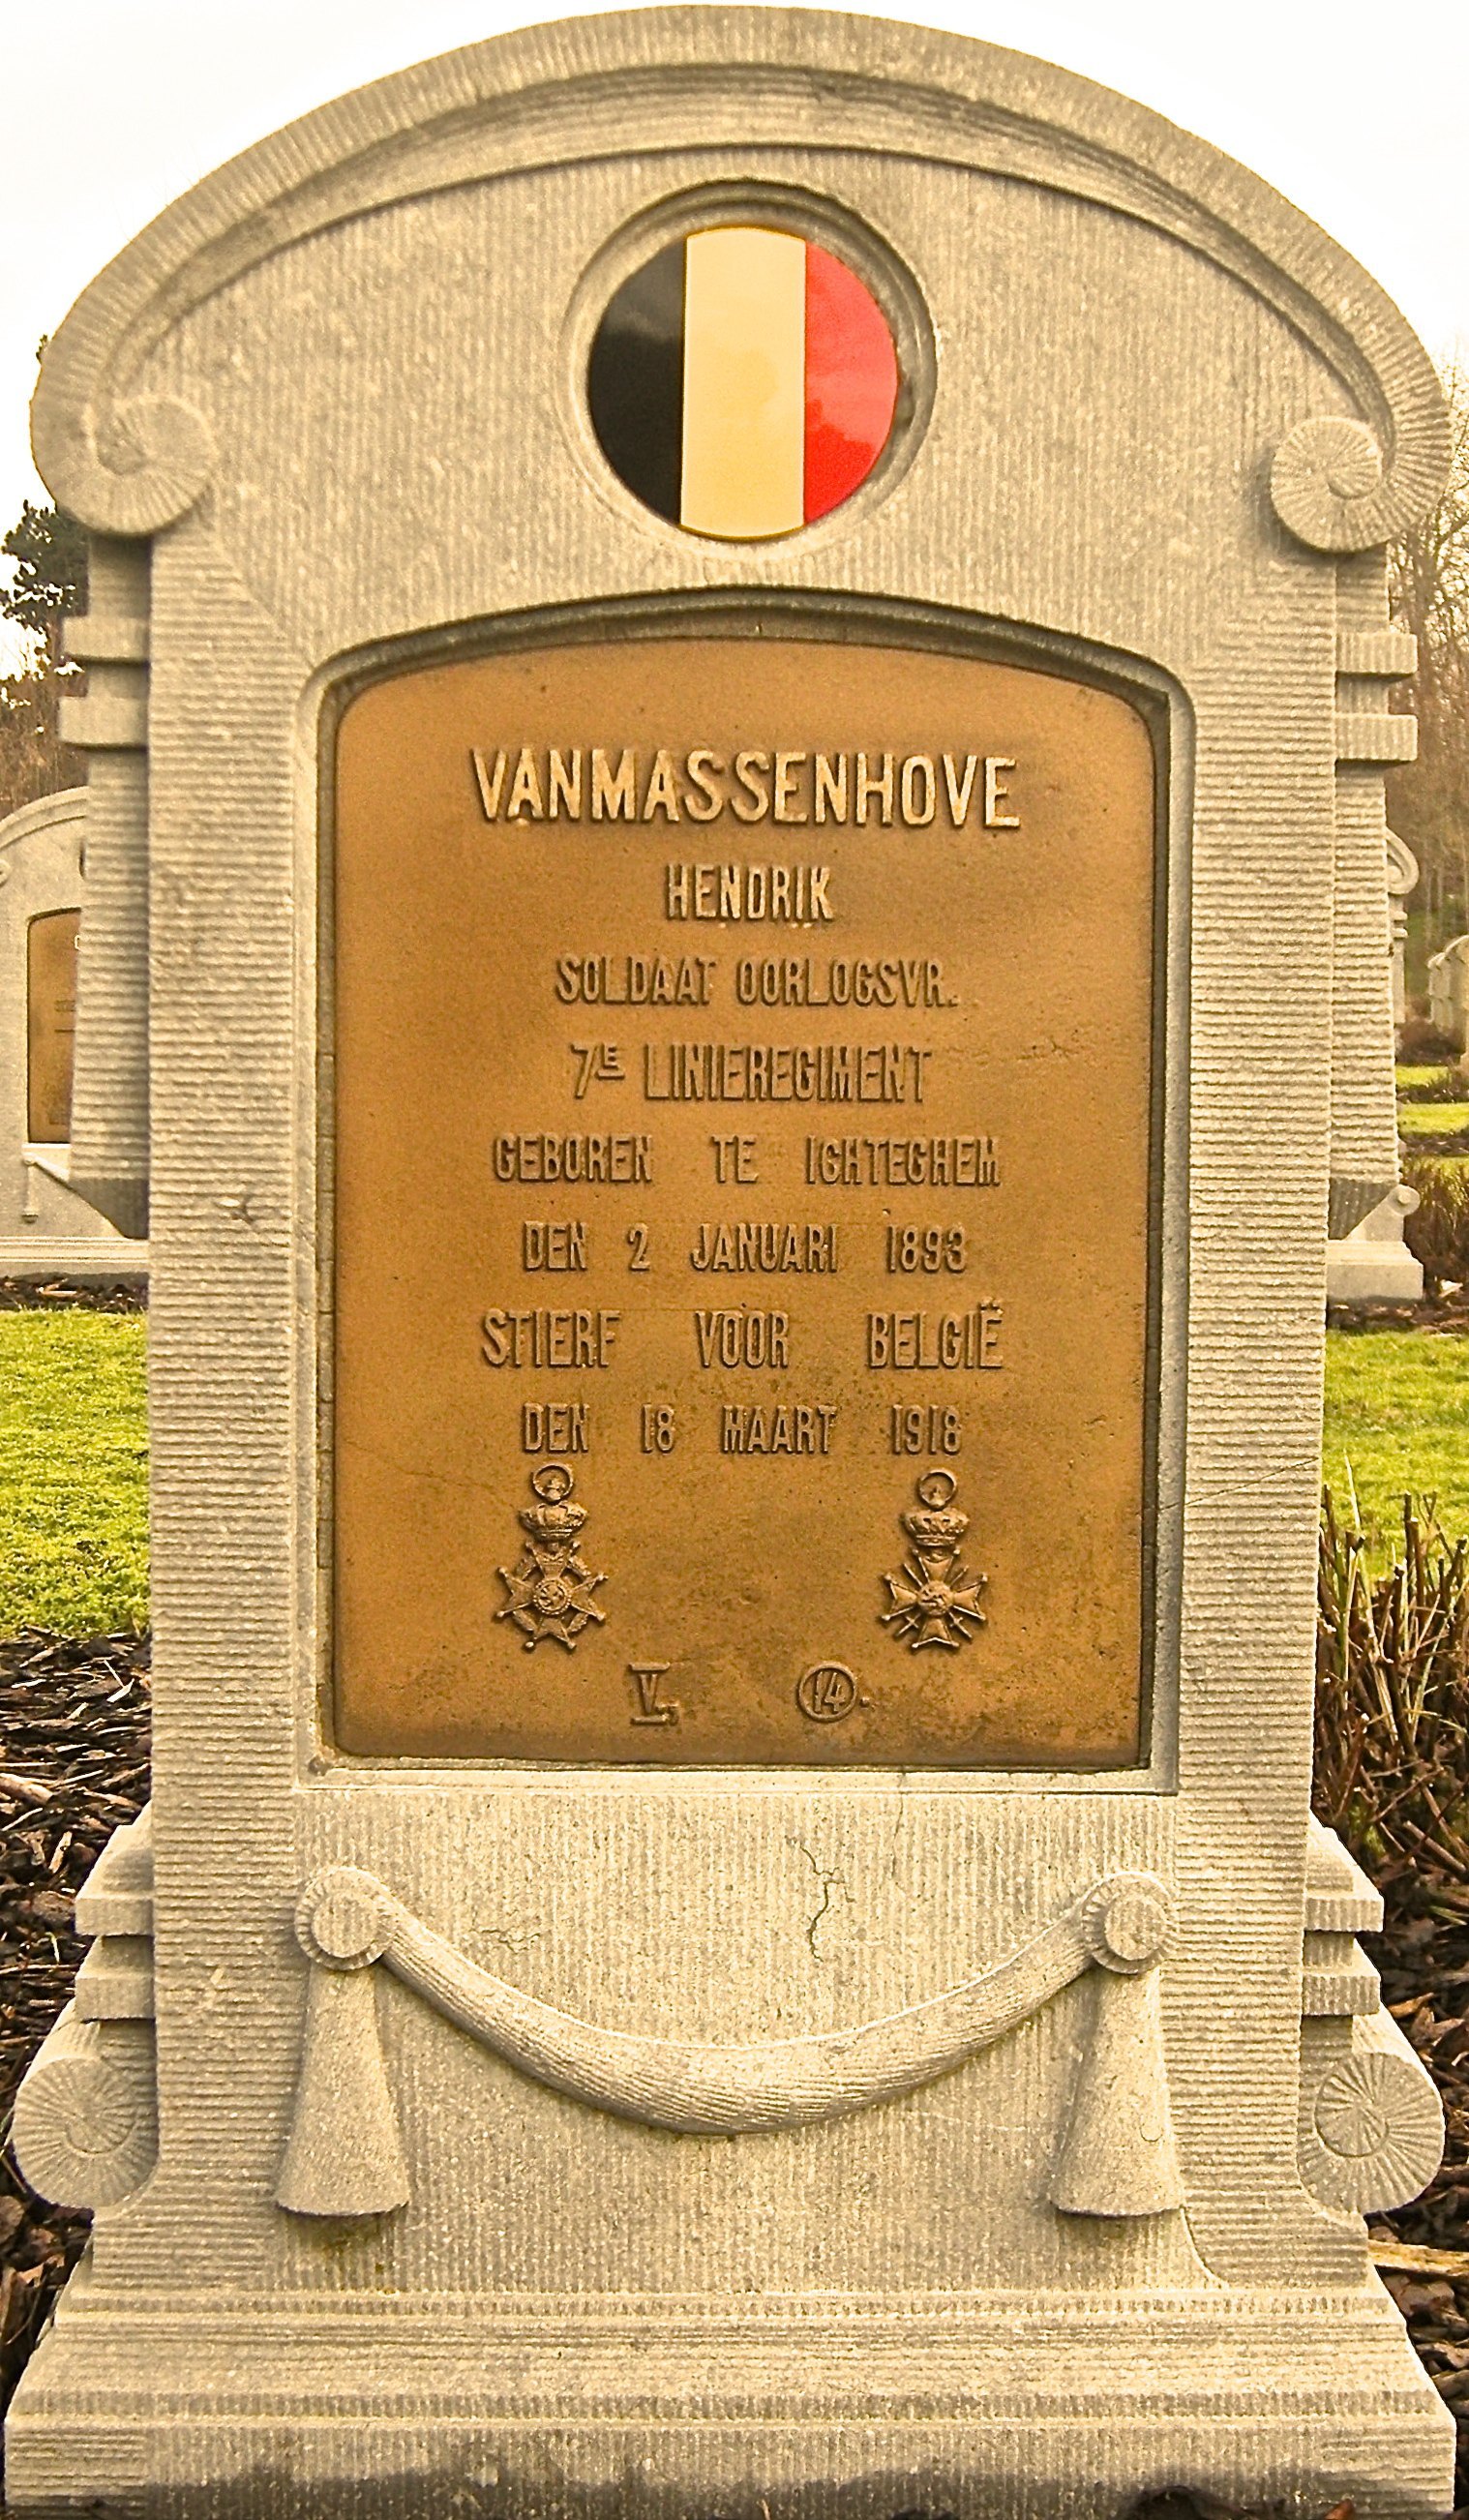 VANMASSENHOVE
HENDRIK
SOLDAAT OORLOGSVR.
7E LINIEREGIMENT
GEBOREN TE ICHTEGHEM
DEN 2 JANUARI 1893
STIERF VOOR BELGIË
DEN 18 MAART 1918
V. 14.